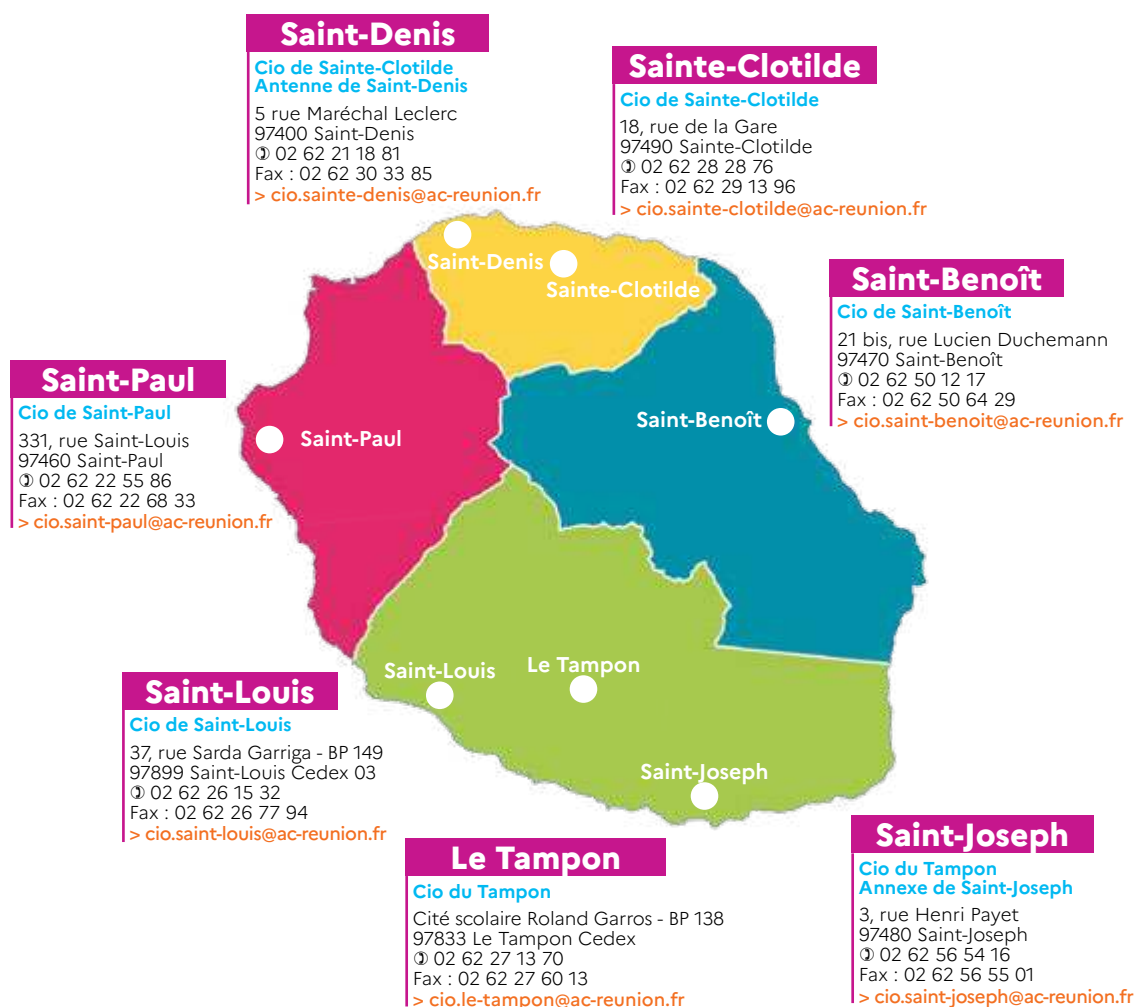 Saint-Denis
Cio de Sainte-Clotilde
Antenne de Saint-Denis
5 rue Maréchal Leclerc
97400 Saint-Denis
✆ 02 62 21 18 81
Fax : 02 62 30 33 85
> cio.sainte-denis@ac-reunion.fr
Sainte-Clotilde
Cio de Sainte-Clotilde
18, rue de la Gare
97490 Sainte-Clotilde
✆ 02 62 28 28 76
Fax : 02 62 29 13 96
> cio.sainte-clotilde@ac-reunion.fr
Saint-Denis
Sainte-Clotilde
Saint-Benoît
Cio de Saint-Benoît
21 bis, rue Lucien Duchemann
97470 Saint-Benoît
✆ 02 62 50 12 17
Fax : 02 62 50 64 29
> cio.saint-benoit@ac-reunion.fr
Saint-Paul
Cio de Saint-Paul
331, rue Saint-Louis
97460 Saint-Paul
✆ 02 62 22 55 86
Fax : 02 62 22 68 33
> cio.saint-paul@ac-reunion.fr
Saint-Paul
Saint-Benoît
Saint-Louis
Le Tampon
Saint-Joseph
Saint-Louis
Cio de Saint-Louis
37, rue Sarda Garriga - BP 149
97899 Saint-Louis Cedex 03
✆ 02 62 26 15 32
Fax : 02 62 26 77 94
> cio.saint-louis@ac-reunion.fr
Le Tampon
Cio du Tampon
Cité scolaire Roland Garros - BP 138
97833 Le Tampon Cedex
✆ 02 62 27 13 70
Fax : 02 62 27 60 13
> cio.le-tampon@ac-reunion.fr
Saint-Joseph
Cio du Tampon
Annexe de Saint-Joseph
3, rue Henri Payet
97480 Saint-Joseph
✆ 02 62 56 54 16
Fax : 02 62 56 55 01
> cio.saint-joseph@ac-reunion.fr